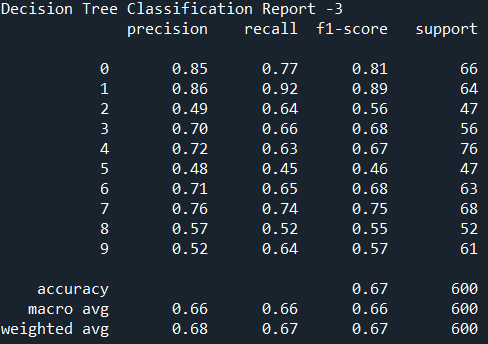 Decision Tree Classification Report -3
precision recall f1-score support
0 0.85 0.77 0.81 66
1 0.86 0.92 0.89 64
2 0.49 0.64 0.56 47
3 0.70 0.66 0.68 56
4 0.72 0.63 0.67 76
5 0.48 0.45 0.46 47
6 0.71 0.65 0.68 63
7 0.76 0.74 0.75 68
8 0.57 0.52 0.55 52
9 0.52 0.64 0.57 61
accuracy 0.67 600
macro avg 0.66 0.66 0.66 600
weighted avg 0.68 0.67 0.67 600